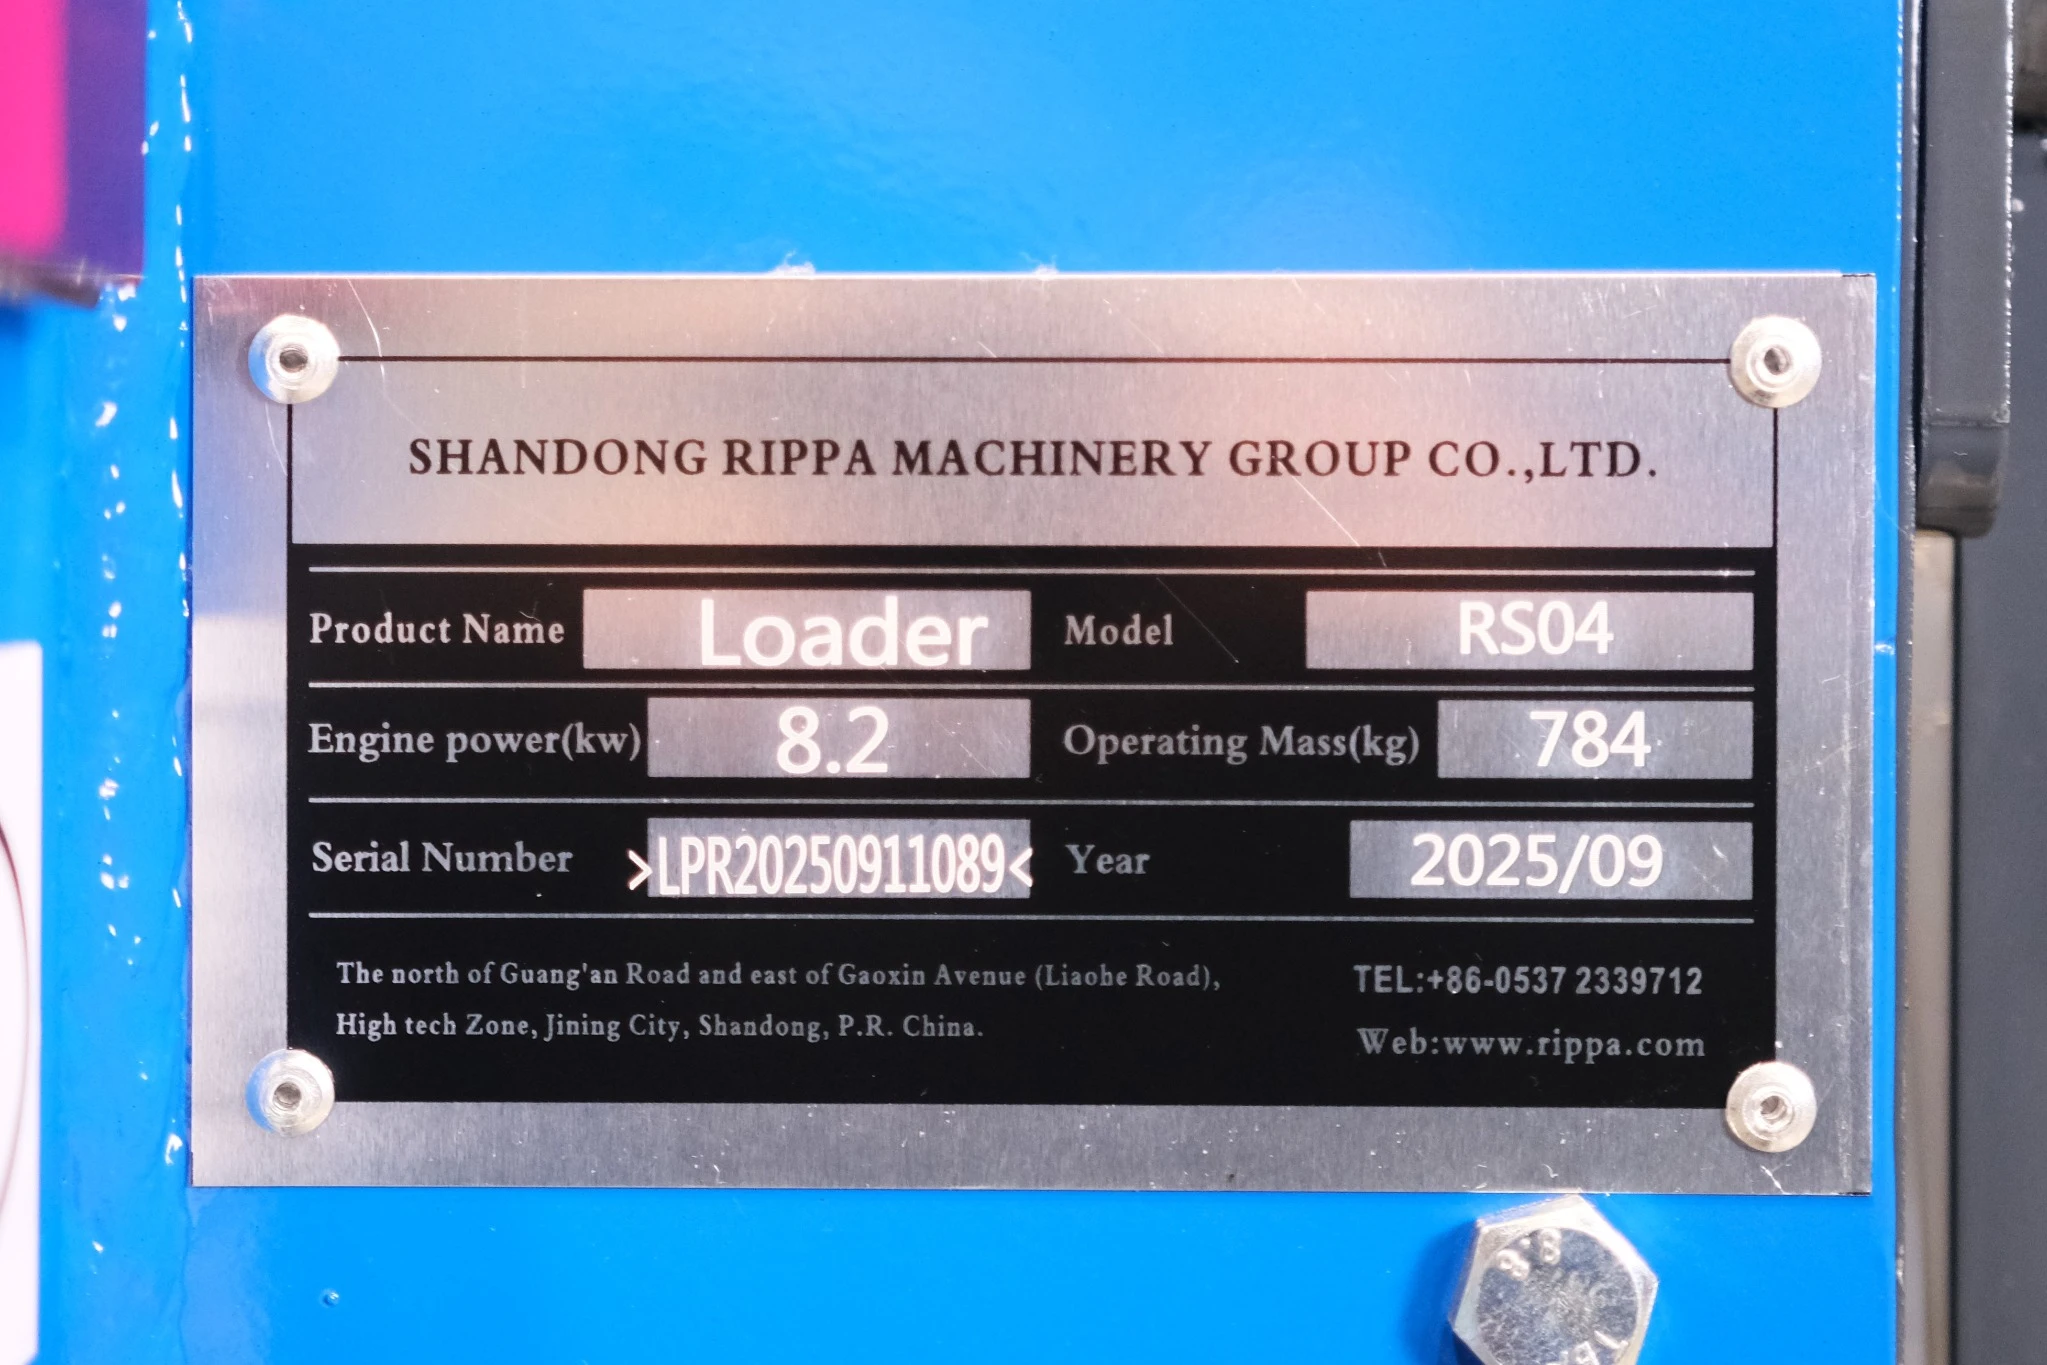 SHANDONG RIPPA MACHINERY GROUP CO.,LTD.
Product Name Loader Model RS04
Engine power(kw) 8.2 Operating Mass(kg) 784
Serial Number >LPR20250911089< Year 2025/09
The north of Guang'an Road and east of Gaoxin Avenue (Liaohe Road), TEL:+86-0537 2339712
High tech Zone, Jining City, Shandong, P.R. China. Web:www.rippa.com
8.8